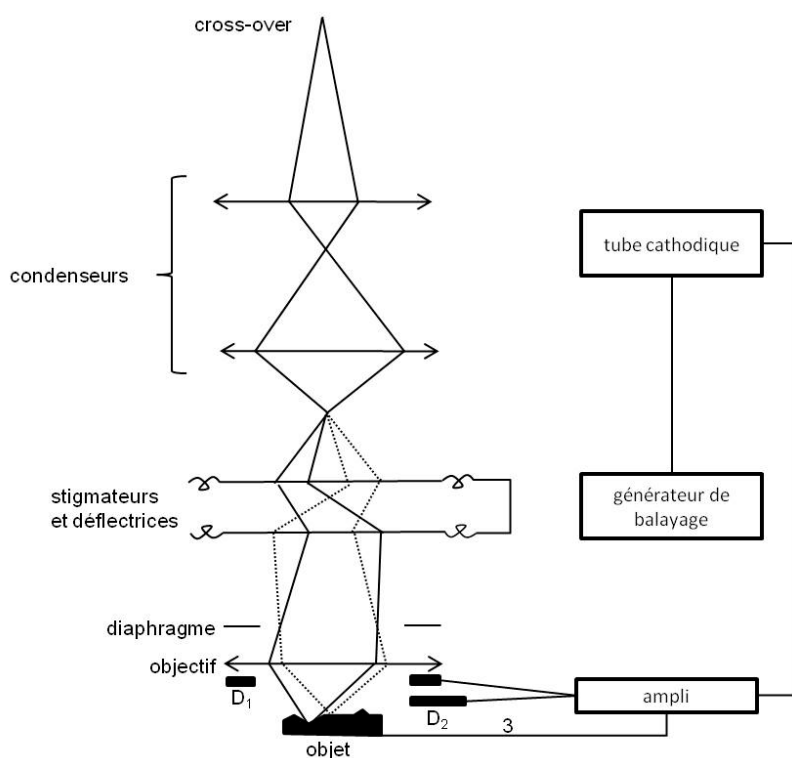 cross-over
condenseurs
tube cathodique
stigmateurs
et déflectrices
générateur de
balayage
diaphragme
objectif
D1
D2
ampli
3
objet